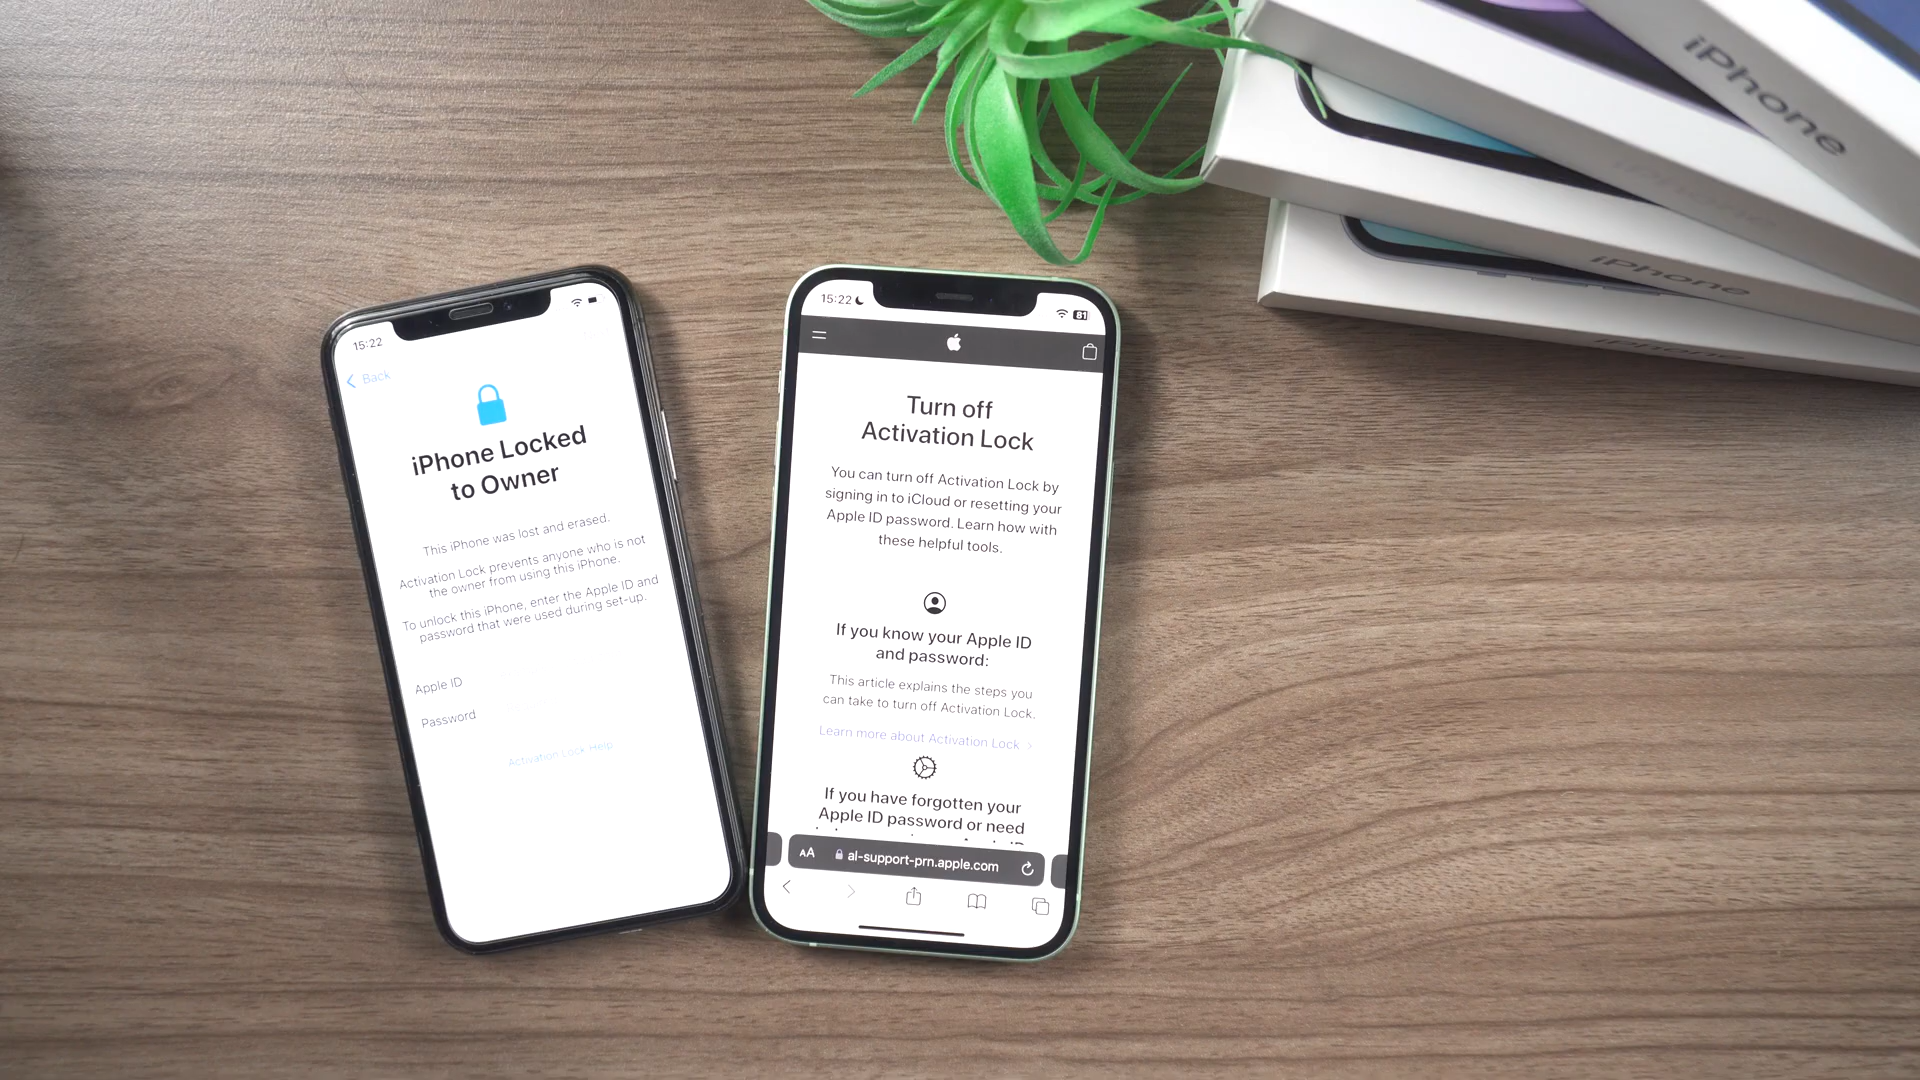 15:22
Back
iPhone Locked
to Owner
This iPhone was lost and erased.
Activation Lock prevents anyone who is not
the owner from using this iPhone.
To unlock this iPhone, enter the Apple ID and
password that were used during set-up.
Apple ID
Password
Activation Lock Help
15:22
81
Turn off
Activation Lock
You can turn off Activation Lock by
signing in to iCloud or resetting your
Apple ID password. Learn how with
these helpful tools.
If you know your Apple ID
and password:
This article explains the steps you
can take to turn off Activation Lock.
Learn more about Activation Lock >
If you have forgotten your
Apple ID password or need
AA al-support-prn.apple.com
iPhone
iPhone
iPhone
iPhone